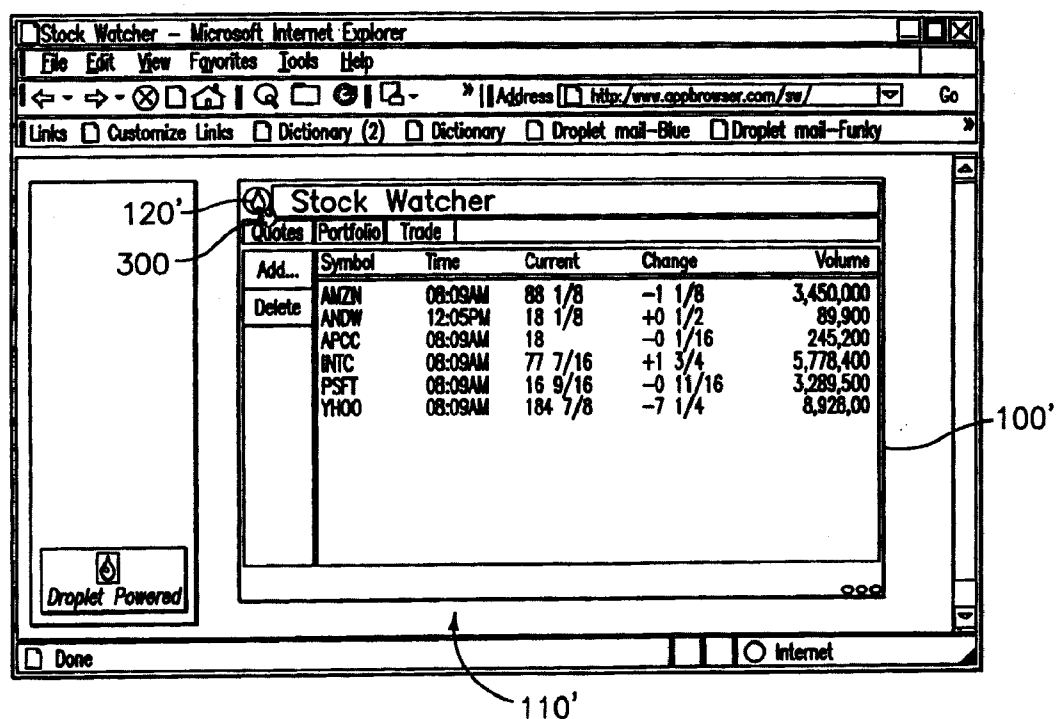 Stock Watcher – Microsoft Internet Explorer
File Edit View Favorites Tools Help
» Address http:/www.appbrowser.com/sw/ Go
Links Customize Links Dictionary (2) Dictionary Droplet mail–Blue Droplet mail–Funky »
120' Stock Watcher
300 Quotes Portfolio Trade
Add... Symbol Time Current Change Volume
Delete AMZN 08:09AM 88 1/8 –1 1/8 3,450,000
ANDW 12:05PM 18 1/8 +0 1/2 89,900
APCC 08:09AM 18 –0 1/16 245,200
INTC 08:09AM 77 7/16 +1 3/4 5,778,400
PSFT 08:09AM 16 9/16 –0 11/16 3,289,500
YHOO 08:09AM 184 7/8 –7 1/4 8,926,00
100'
Droplet Powered
Done Internet
110'